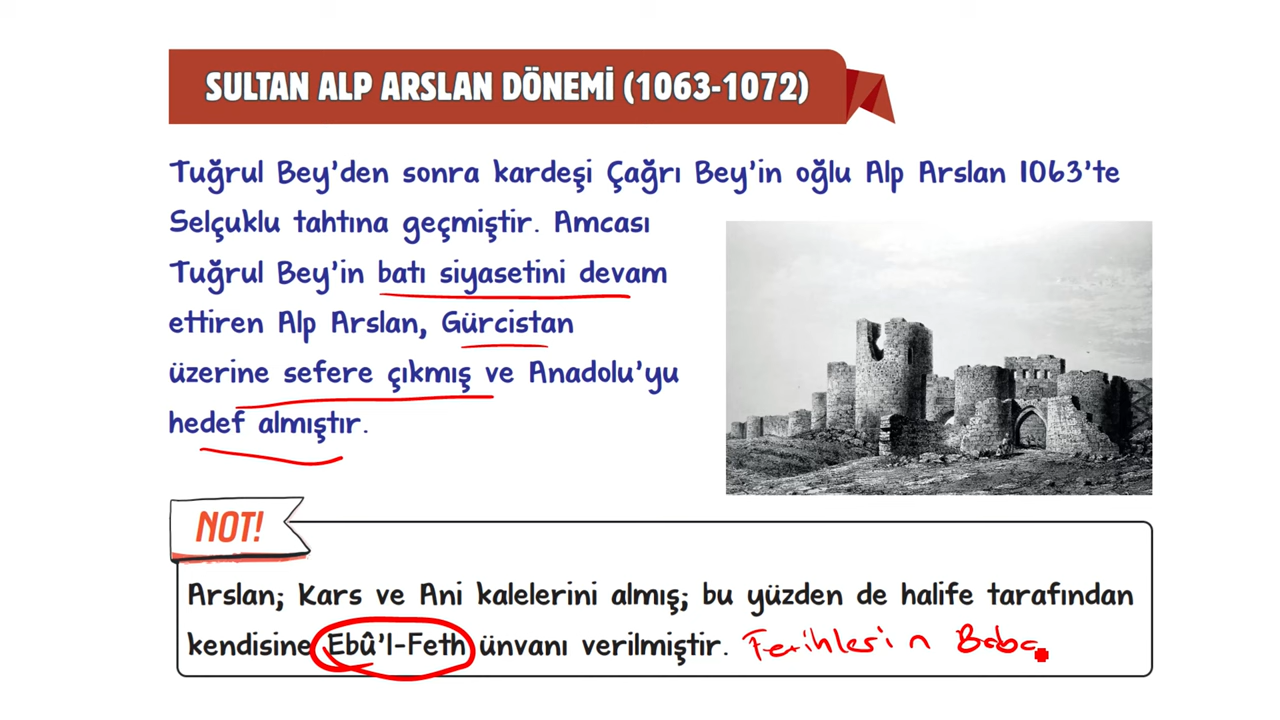 SULTAN ALP ARSLAN DÖNEMİ (1063-1072)
Tuğrul Bey'den sonra kardeşi Çağrı Bey'in oğlu Alp Arslan 1063'te
Selçuklu tahtına geçmiştir. Amcası
Tuğrul Bey'in batı siyasetini devam
ettiren Alp Arslan, Gürcistan
üzerine sefere çıkmış ve Anadolu'yu
hedef almıştır.
NOT!
Arslan; Kars ve Ani kalelerini almış; bu yüzden de halife tarafından
kendisine Ebû'l-Feth ünvanı verilmiştir. Fetihlerin Baba